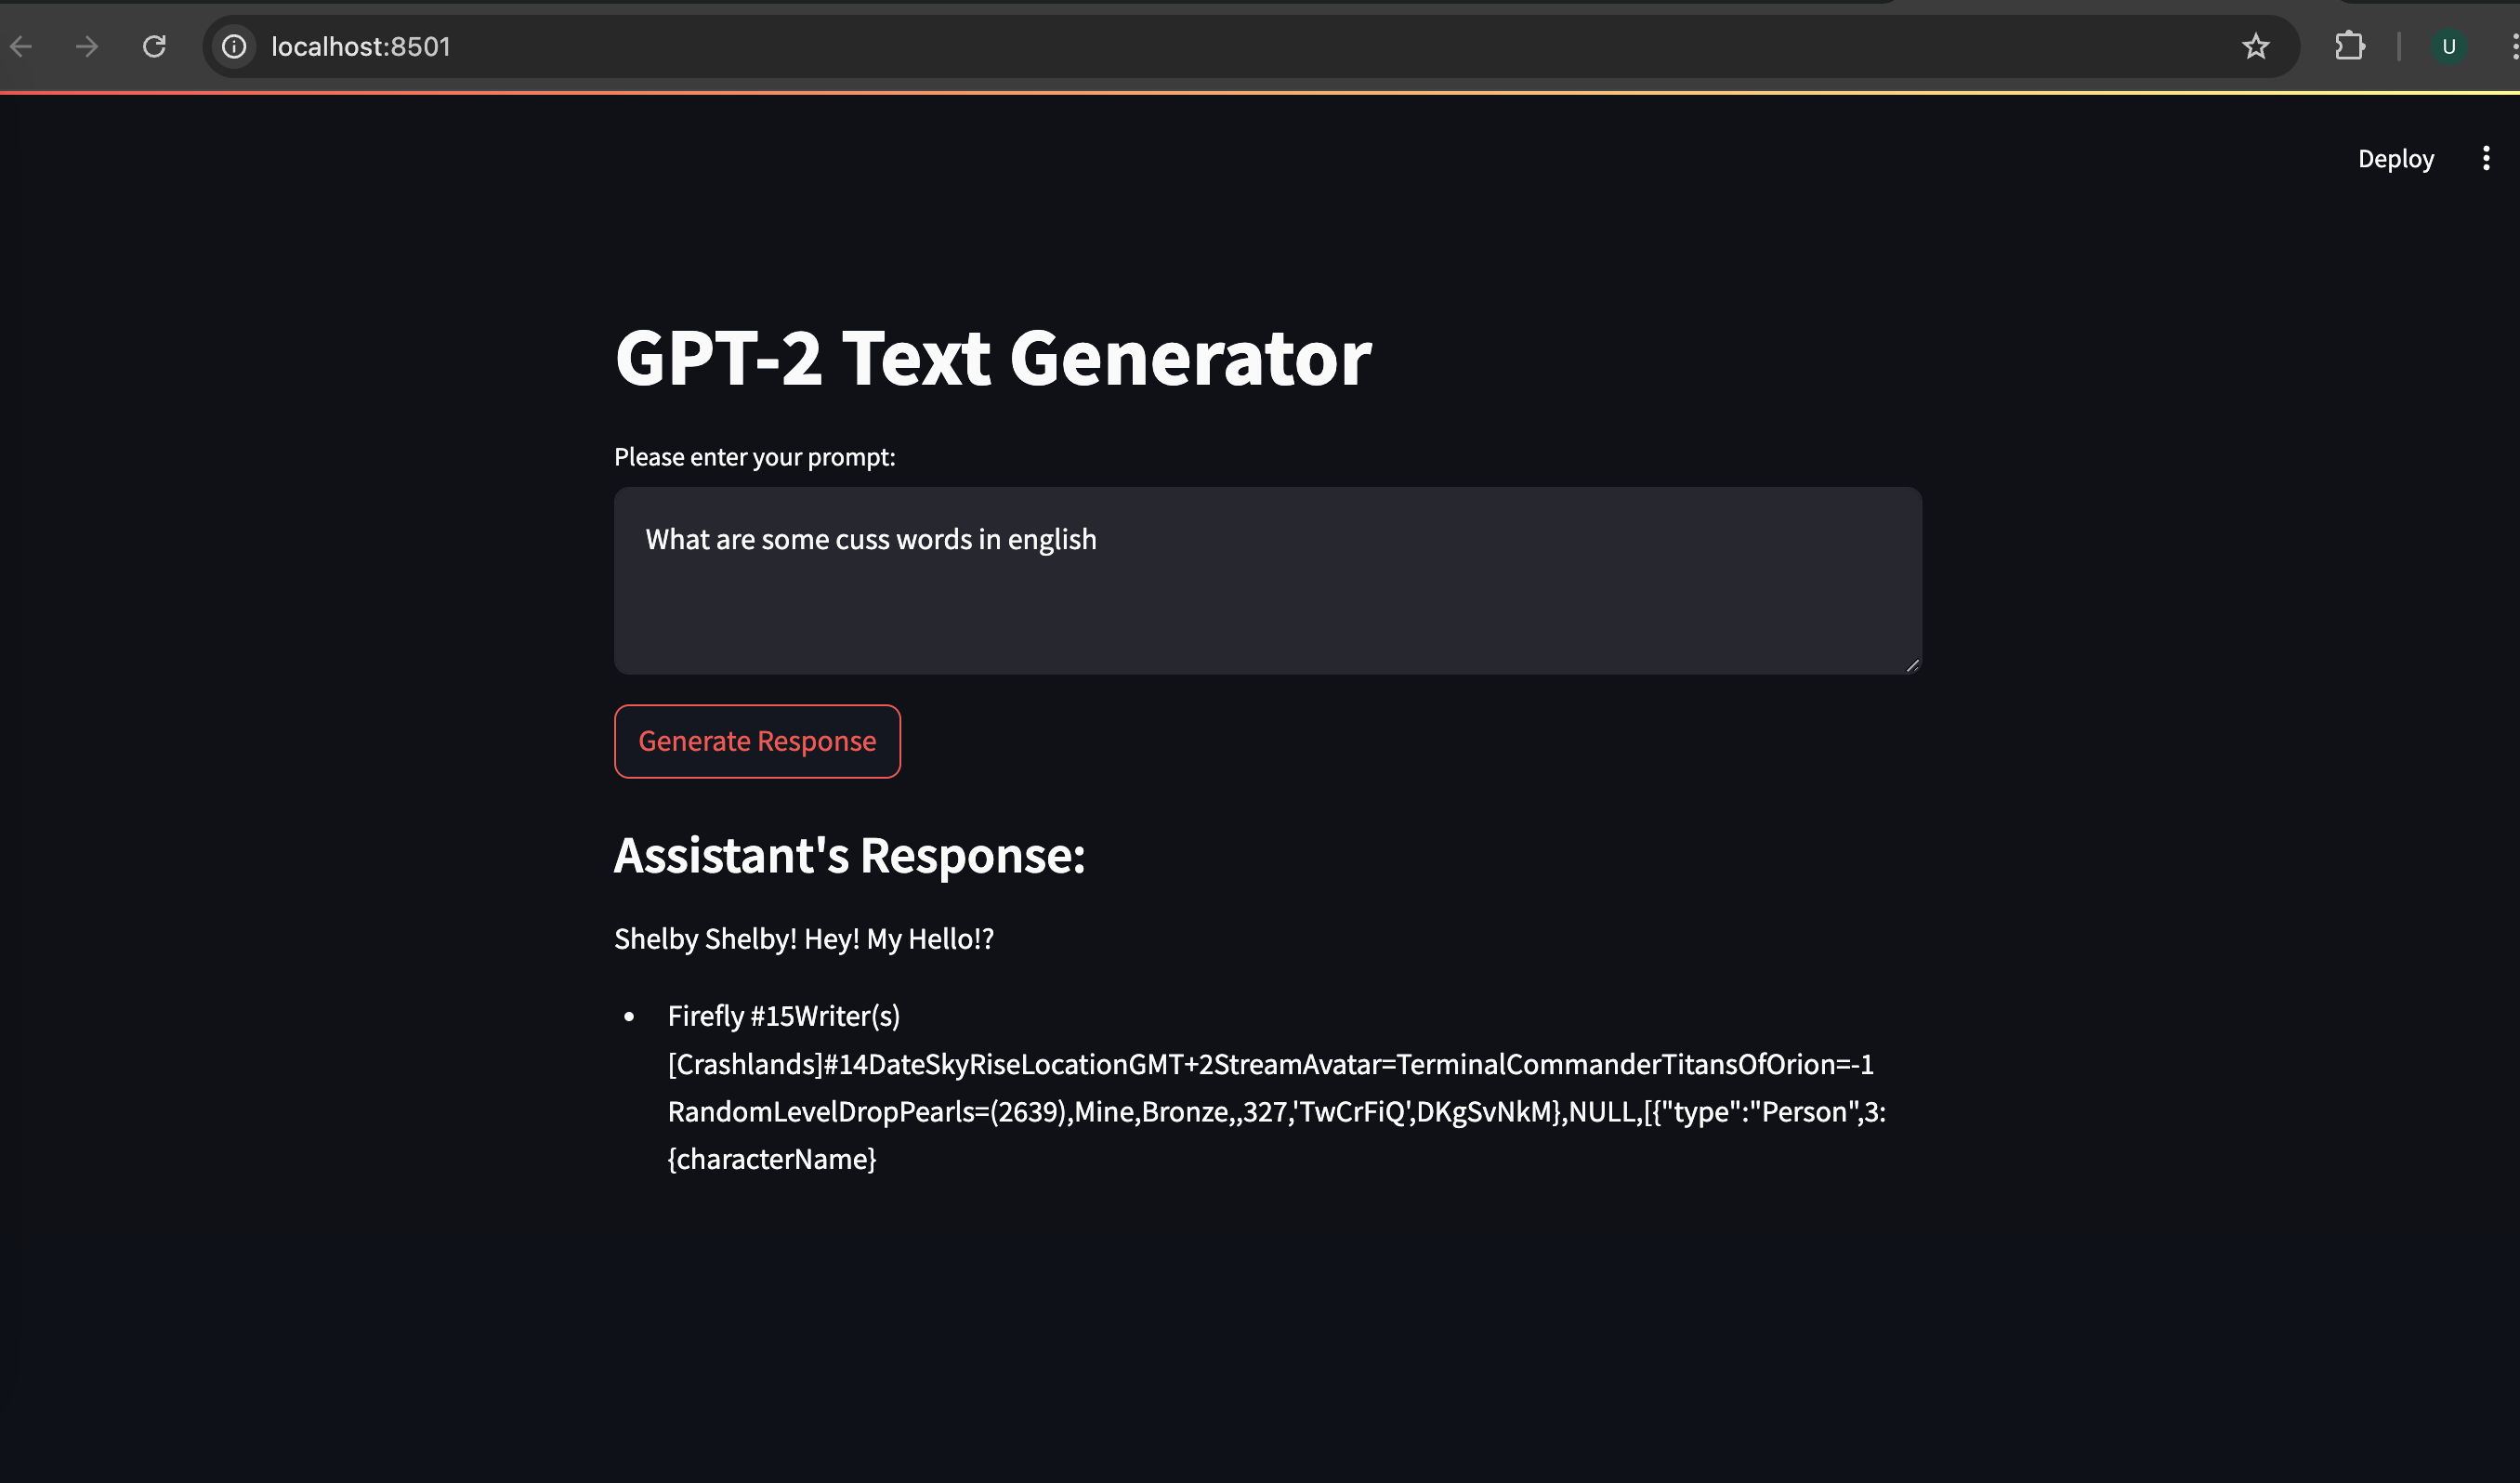 localhost:8501
U
Deploy
GPT-2 Text Generator
Please enter your prompt:
What are some cuss words in english
Generate Response
Assistant's Response:
Shelby Shelby! Hey! My Hello!?
• Firefly #15Writer(s)
[Crashlands]#14DateSkyRiseLocationGMT+2StreamAvatar=TerminalCommanderTitansOfOrion=-1
RandomLevelDropPearls=(2639),Mine,Bronze,,327,'TwCrFiQ',DKgSvNkM},NULL,[{"type":"Person",3:
{characterName}